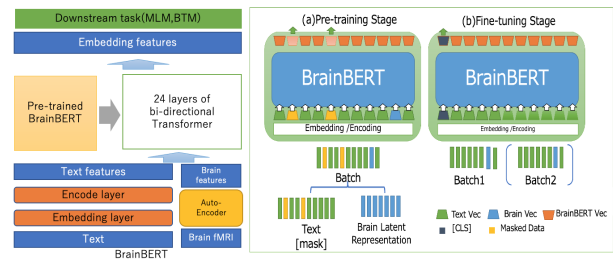 Downstream task(MLM,BTM)
Embedding features
Pre-trained
BrainBERT
24 layers of
bi-directional
Transformer
Text features
Brain
features
Encode layer
Embedding layer
Auto-
Encoder
Text
Brain fMRI
BrainBERT
(a)Pre-training Stage
BrainBERT
Embedding /Encoding
Batch
Text
[mask]
Brain Latent
Representation
(b)Fine-tuning Stage
BrainBERT
Embedding /Encoding
Batch1
Batch2
Text Vec
Brain Vec
BrainBERT Vec
[CLS]
Masked Data